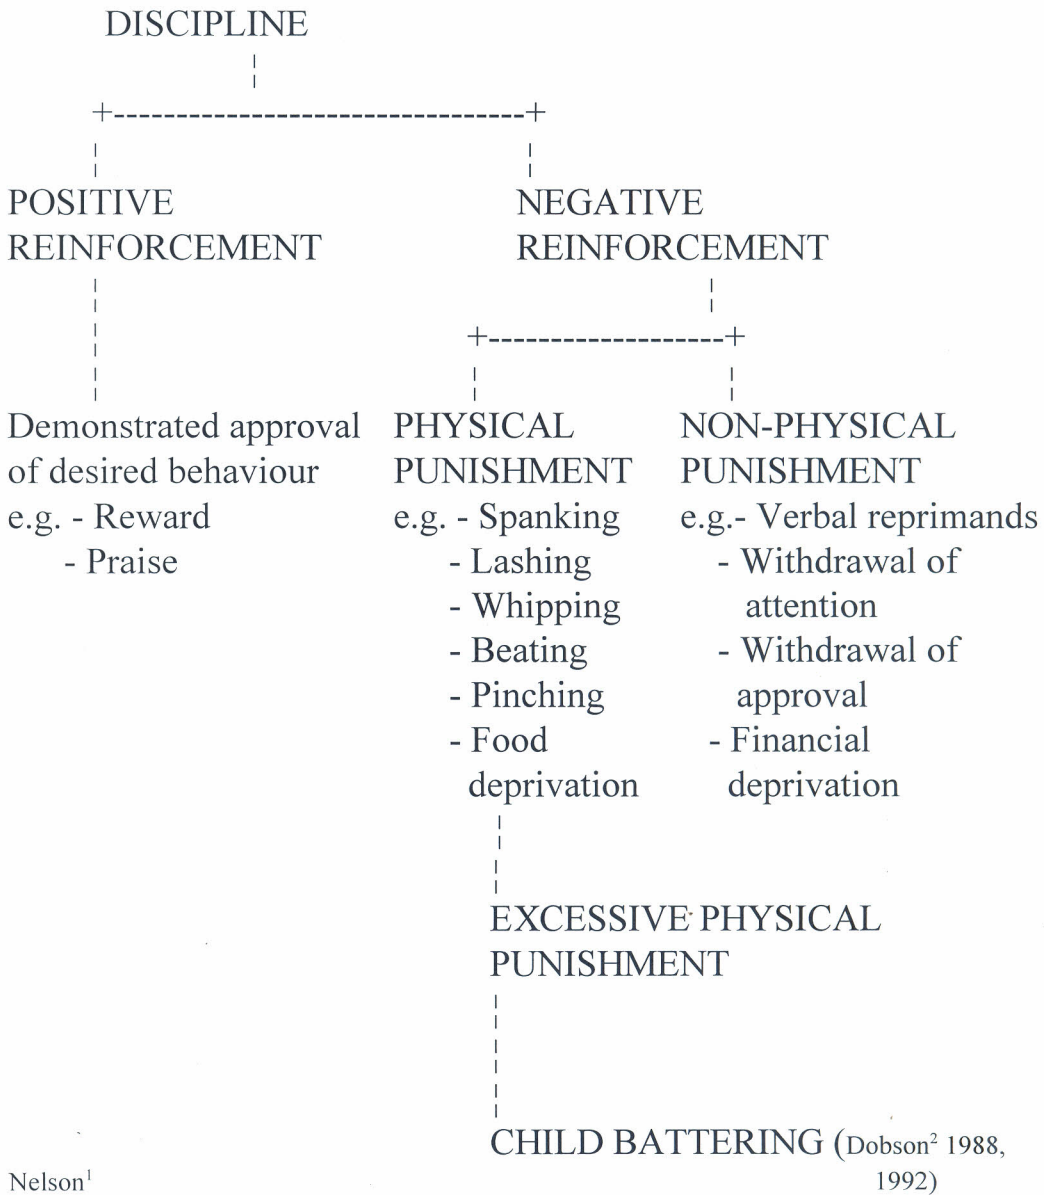 DISCIPLINE
POSITIVE
REINFORCEMENT
NEGATIVE
REINFORCEMENT
Demonstrated approval
of desired behaviour
e.g. - Reward
- Praise
PHYSICAL
PUNISHMENT
e.g. - Spanking
- Lashing
- Whipping
- Beating
- Pinching
- Food
deprivation
NON-PHYSICAL
PUNISHMENT
e.g.- Verbal reprimands
- Withdrawal of
attention
- Withdrawal of
approval
- Financial
deprivation
EXCESSIVE PHYSICAL
PUNISHMENT
CHILD BATTERING (Dobson² 1988,
1992)
Nelson¹